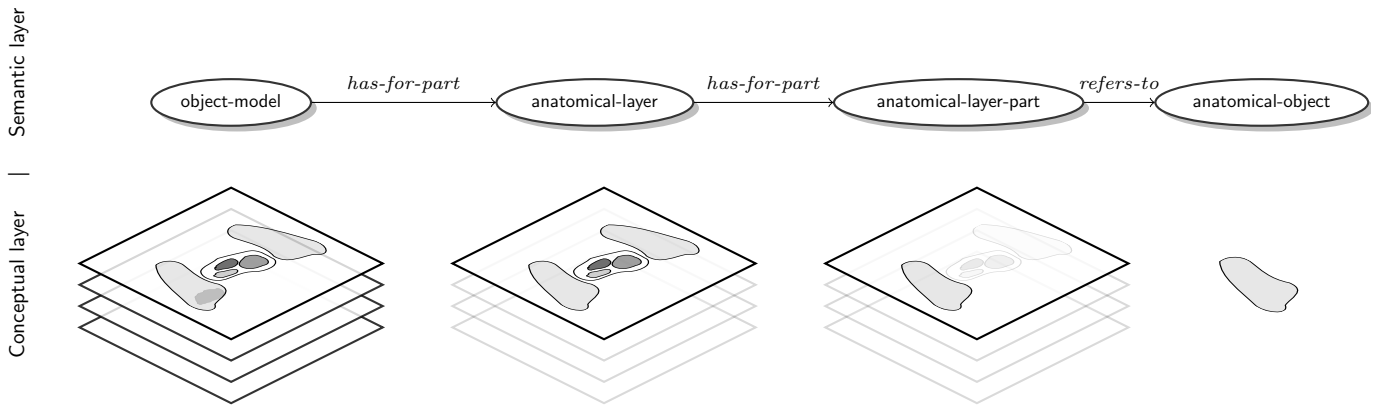 Semantic layer
has-for-part
has-for-part
refers-to
object-model
anatomical-layer
anatomical-layer-part
anatomical-object
|
Conceptual layer